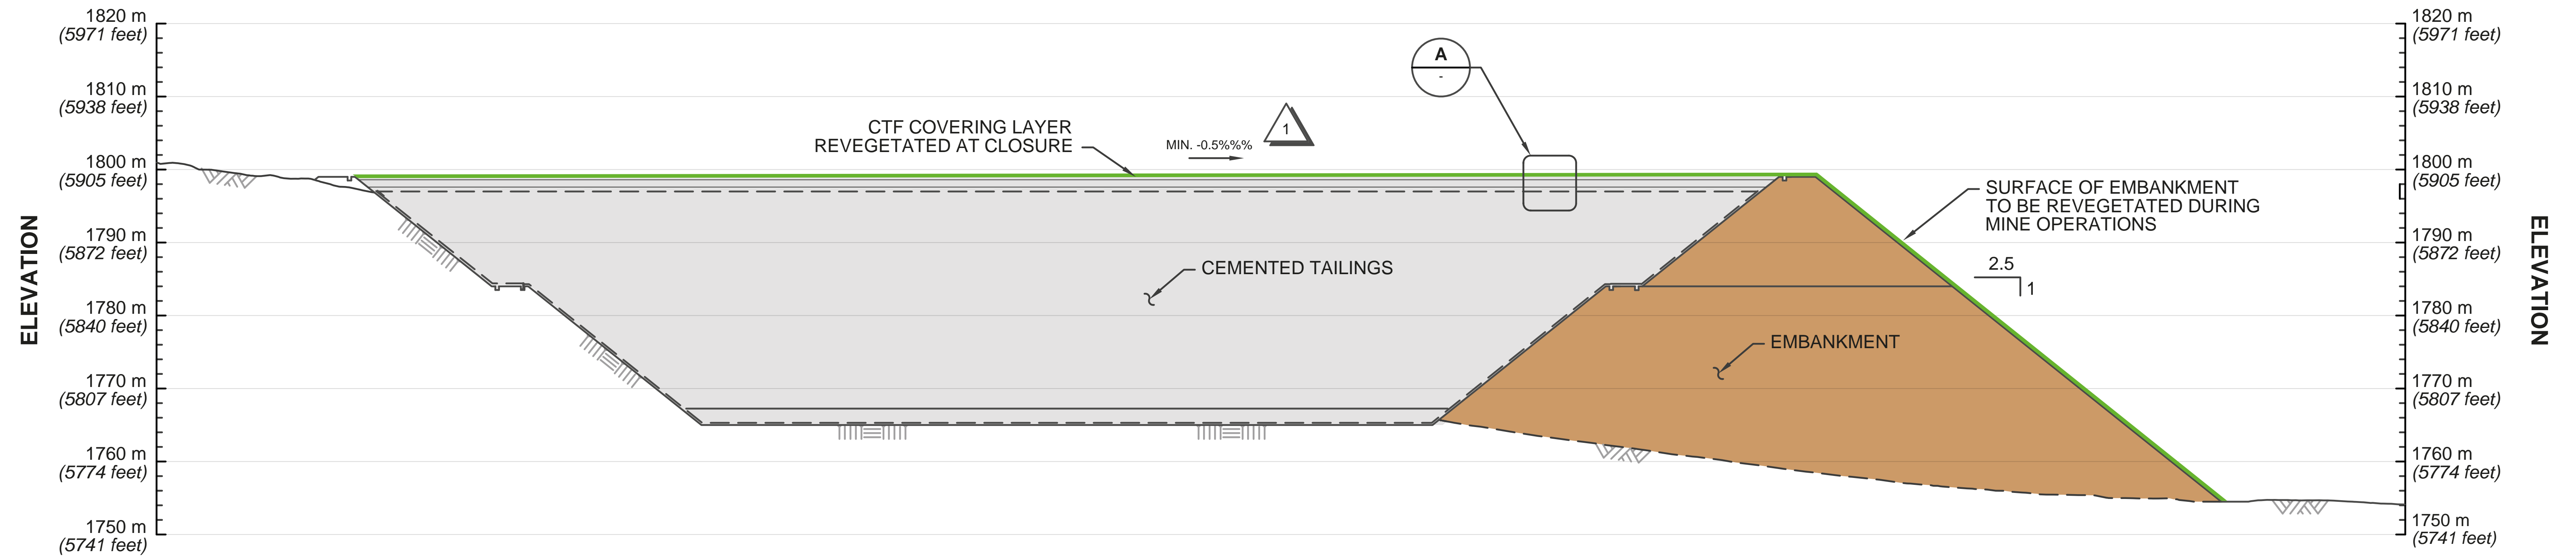 1820 m
(5971 feet)
1810 m
(5938 feet)
1800 m
(5905 feet)
1790 m
(5872 feet)
1780 m
(5840 feet)
1770 m
(5807 feet)
1760 m
(5774 feet)
1750 m
(5741 feet)
ELEVATION
CTF COVERING LAYER
REVEGETATED AT CLOSURE
MIN. -0.5%%%
1
A
-
CEMENTED TAILINGS
EMBANKMENT
SURFACE OF EMBANKMENT
TO BE REVEGETATED DURING
MINE OPERATIONS
2.5
1
1820 m
(5971 feet)
1810 m
(5938 feet)
1800 m
(5905 feet)
1790 m
(5872 feet)
1780 m
(5840 feet)
1770 m
(5807 feet)
1760 m
(5774 feet)
1750 m
(5741 feet)
ELEVATION